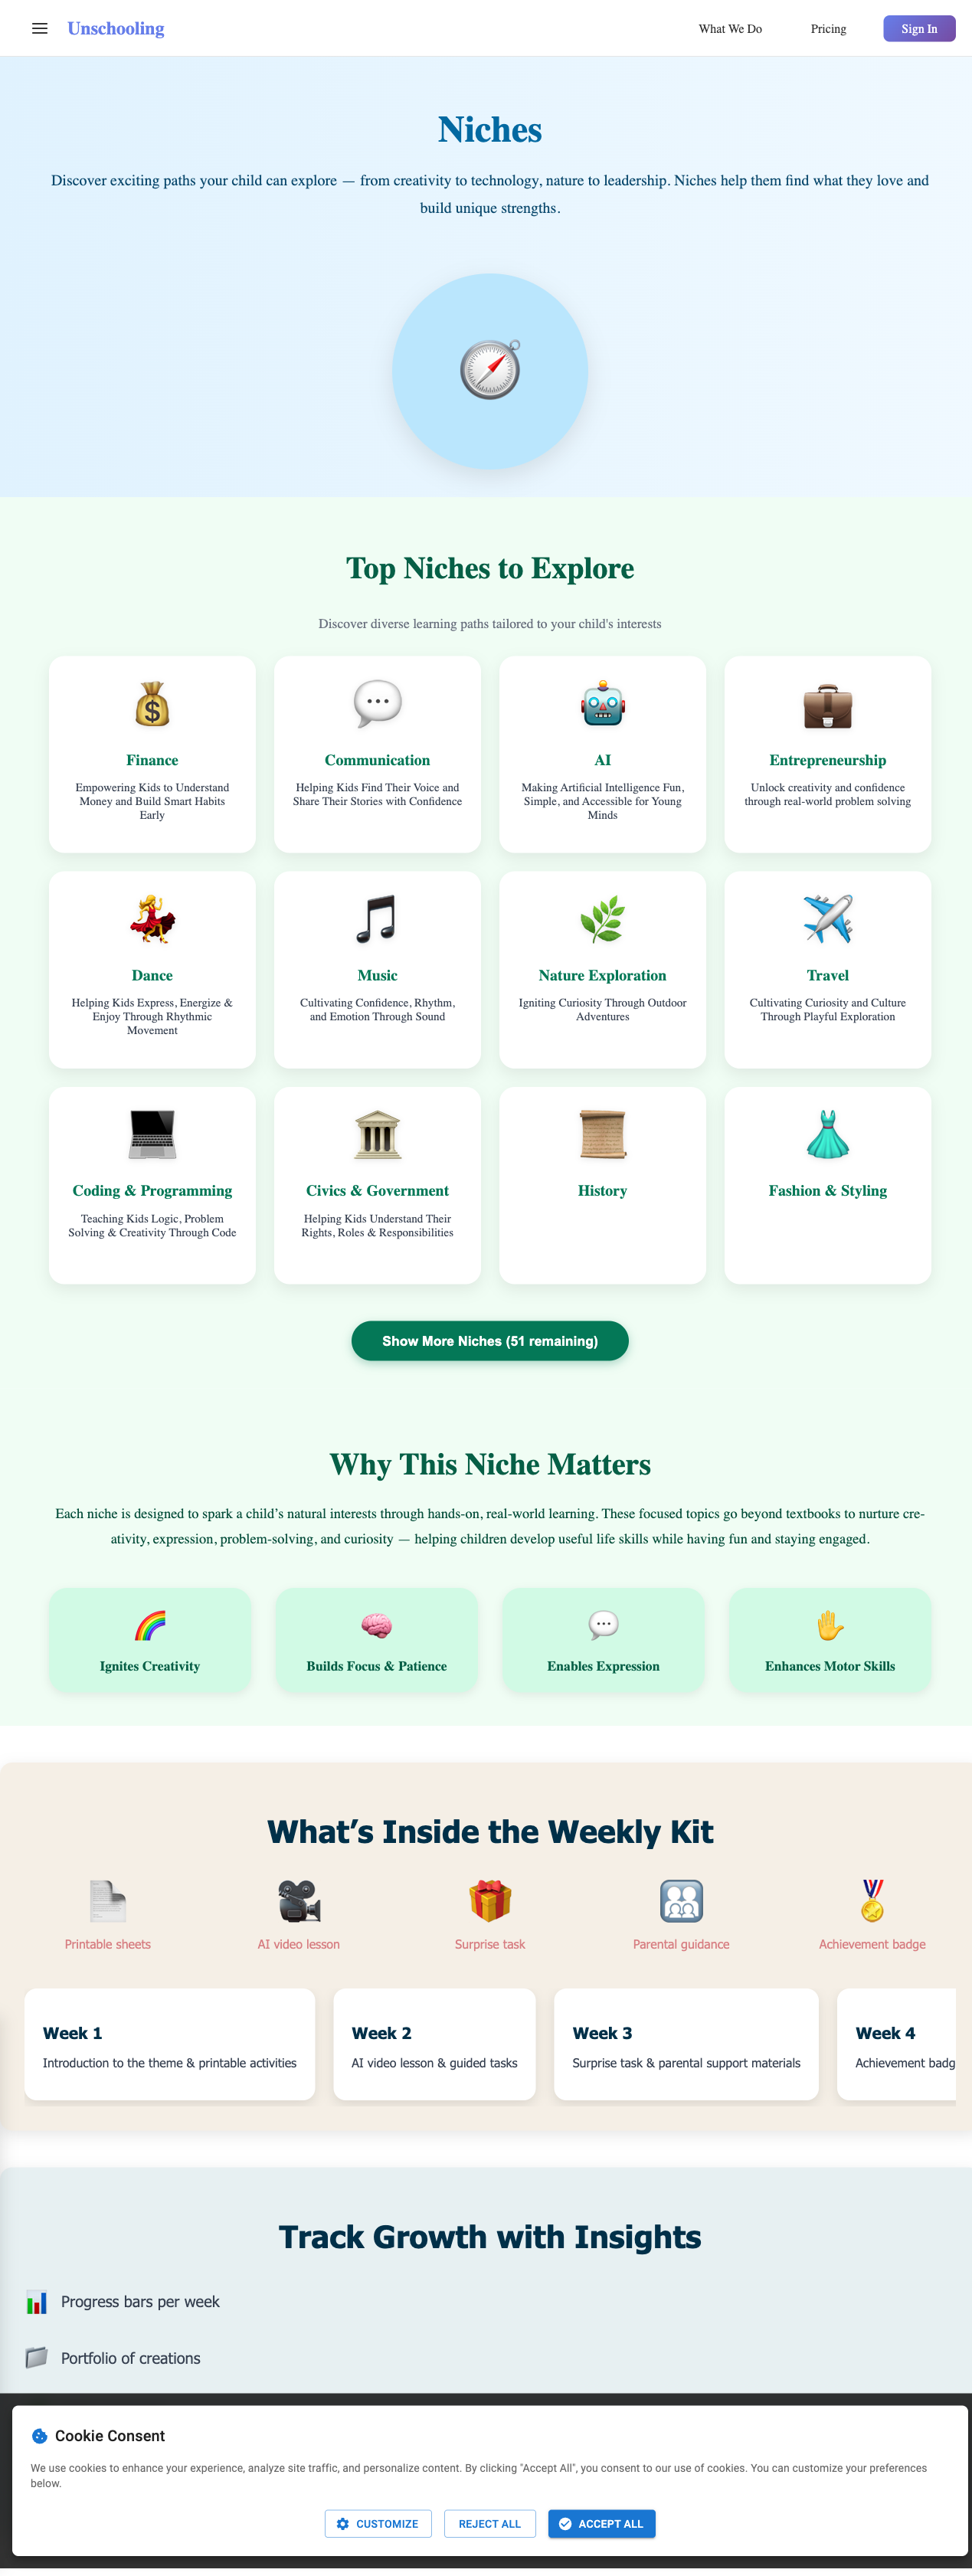 Unschooling
What We Do
Pricing
Sign In
Niches
Discover exciting paths your child can explore — from creativity to technology, nature to leadership. Niches help them find what they love and
build unique strengths.
Top Niches to Explore
Discover diverse learning paths tailored to your child's interests
Finance
Empowering Kids to Understand
Money and Build Smart Habits
Early
Communication
Helping Kids Find Their Voice and
Share Their Stories with Confidence
AI
Making Artificial Intelligence Fun,
Simple, and Accessible for Young
Minds
Entrepreneurship
Unlock creativity and confidence
through real-world problem solving
Dance
Helping Kids Express, Energize &
Enjoy Through Rhythmic
Movement
Music
Cultivating Confidence, Rhythm,
and Emotion Through Sound
Nature Exploration
Igniting Curiosity Through Outdoor
Adventures
Travel
Cultivating Curiosity and Culture
Through Playful Exploration
Coding & Programming
Teaching Kids Logic, Problem
Solving & Creativity Through Code
Civics & Government
Helping Kids Understand Their
Rights, Roles & Responsibilities
History
Fashion & Styling
Show More Niches (51 remaining)
Why This Niche Matters
Each niche is designed to spark a child’s natural interests through hands-on, real-world learning. These focused topics go beyond textbooks to nurture cre-
ativity, expression, problem-solving, and curiosity — helping children develop useful life skills while having fun and staying engaged.
Ignites Creativity
Builds Focus & Patience
Enables Expression
Enhances Motor Skills
What’s Inside the Weekly Kit
Printable sheets
AI video lesson
Surprise task
Parental guidance
Achievement badge
Week 1
Introduction to the theme & printable activities
Week 2
AI video lesson & guided tasks
Week 3
Surprise task & parental support materials
Week 4
Achievement badg
Track Growth with Insights
Progress bars per week
Portfolio of creations
Cookie Consent
We use cookies to enhance your experience, analyze site traffic, and personalize content. By clicking "Accept All", you consent to our use of cookies. You can customize your preferences
below.
CUSTOMIZE
REJECT ALL
ACCEPT ALL